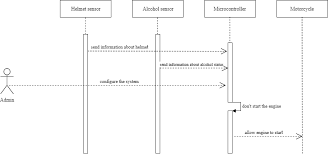 Helmet sensor
Alcohol sensor
Microcontroller
Motorcycle
send information about helmet
send information about alcohol status
configure the system
Admin
don't start the engine
allow engine to start